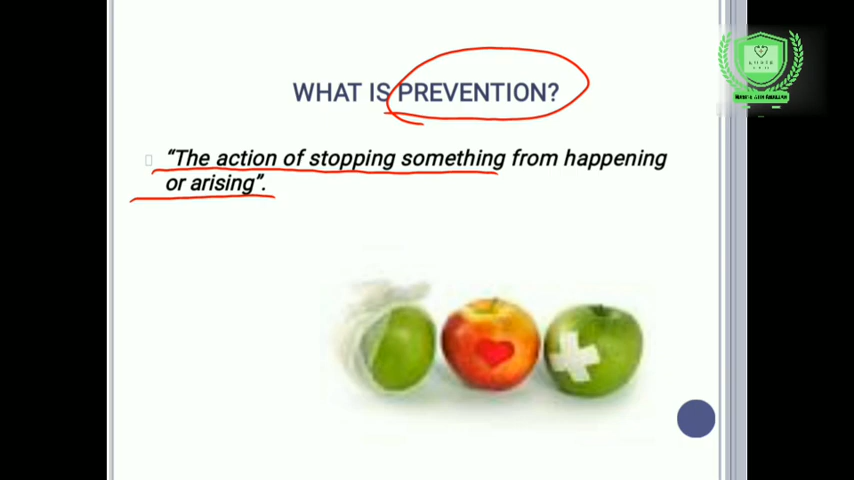 WHAT IS PREVENTION?
“The action of stopping something from happening
or arising”.